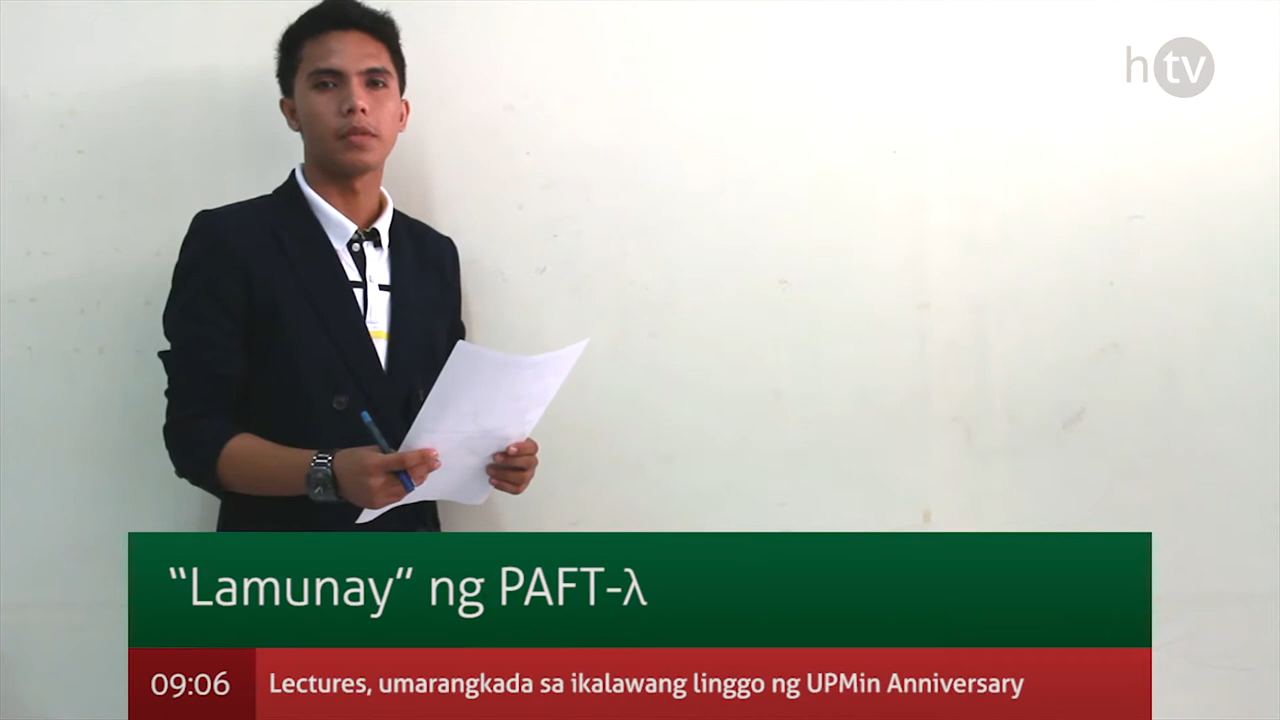 htv
“Lamunay” ng PAFT-λ
09:06 Lectures, umarangkada sa ikalawang linggo ng UPMin Anniversary